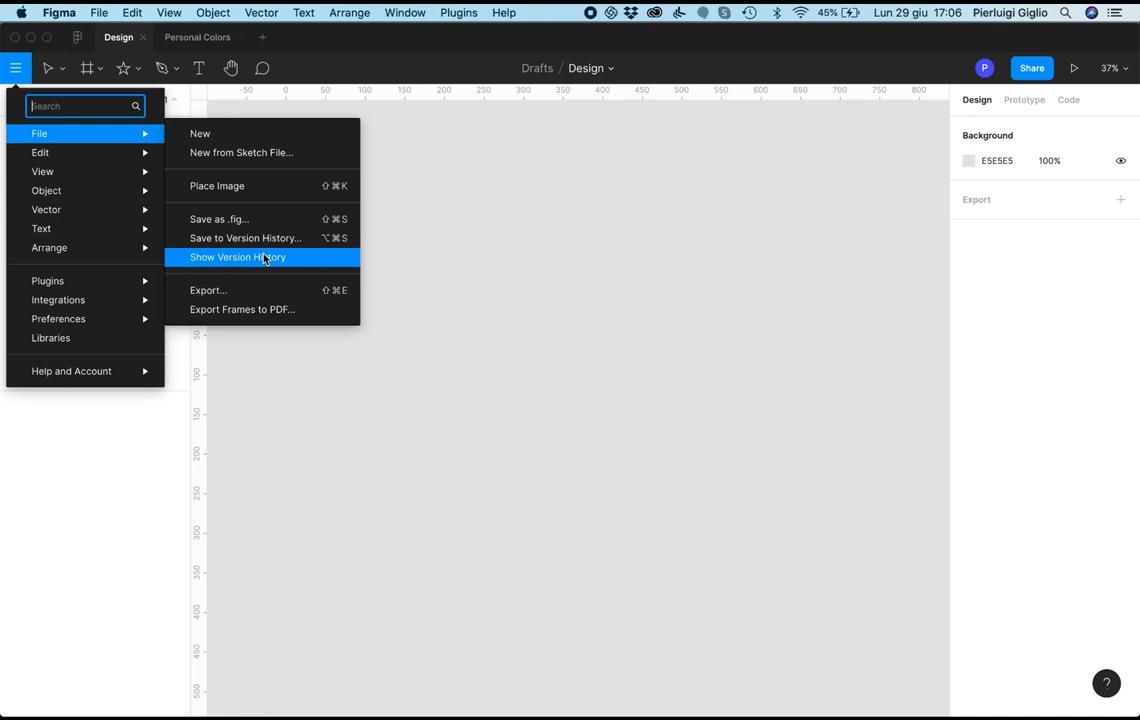 Figma File Edit View Object Vector Text Arrange Window Plugins Help 45% Lun 29 giu 17:06 Pierluigi Giglio
Design Personal Colors
Drafts / Design P Share 37%
-50 0 50 100 150 200 250 300 350 400 450 500 550 600 650 700 750 800
Design Prototype Code
Search
File
Edit
View
Object
Vector
Text
Arrange
Plugins
Integrations
Preferences
Libraries
Help and Account
New
New from Sketch File...
Place Image ⇧⌘K
Save as .fig... ⇧⌘S
Save to Version History... ⌥⌘S
Show Version History
Export... ⇧⌘E
Export Frames to PDF...
50
100
150
200
250
300
350
400
450
500
Background
E5E5E5 100%
Export
?